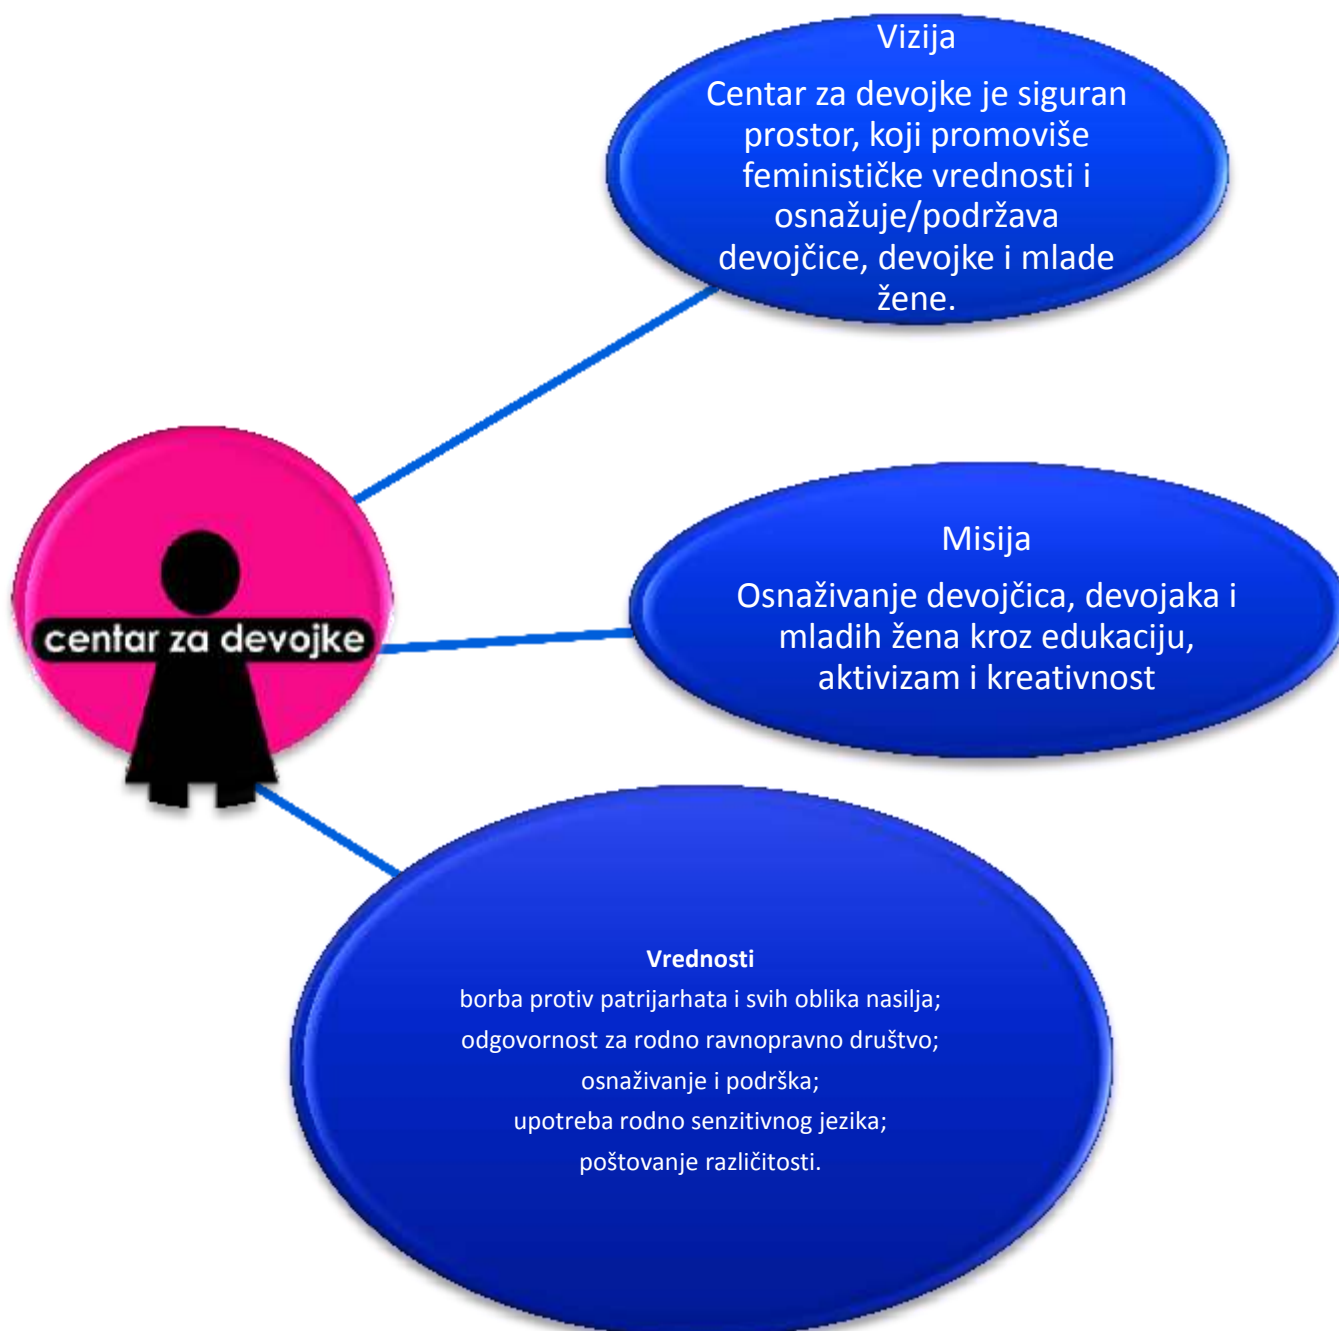 Vizija
Centar za devojke je siguran
prostor, koji promoviše
feminističke vrednosti i
osnažuje/podržava
devojčice, devojke i mlade
žene.
centar za devojke
Misija
Osnaživanje devojčica, devojaka i
mladih žena kroz edukaciju,
aktivizam i kreativnost
Vrednosti
borba protiv patrijarhata i svih oblika nasilja;
odgovornost za rodno ravnopravno društvo;
osnaživanje i podrška;
upotreba rodno senzitivnog jezika;
poštovanje različitosti.